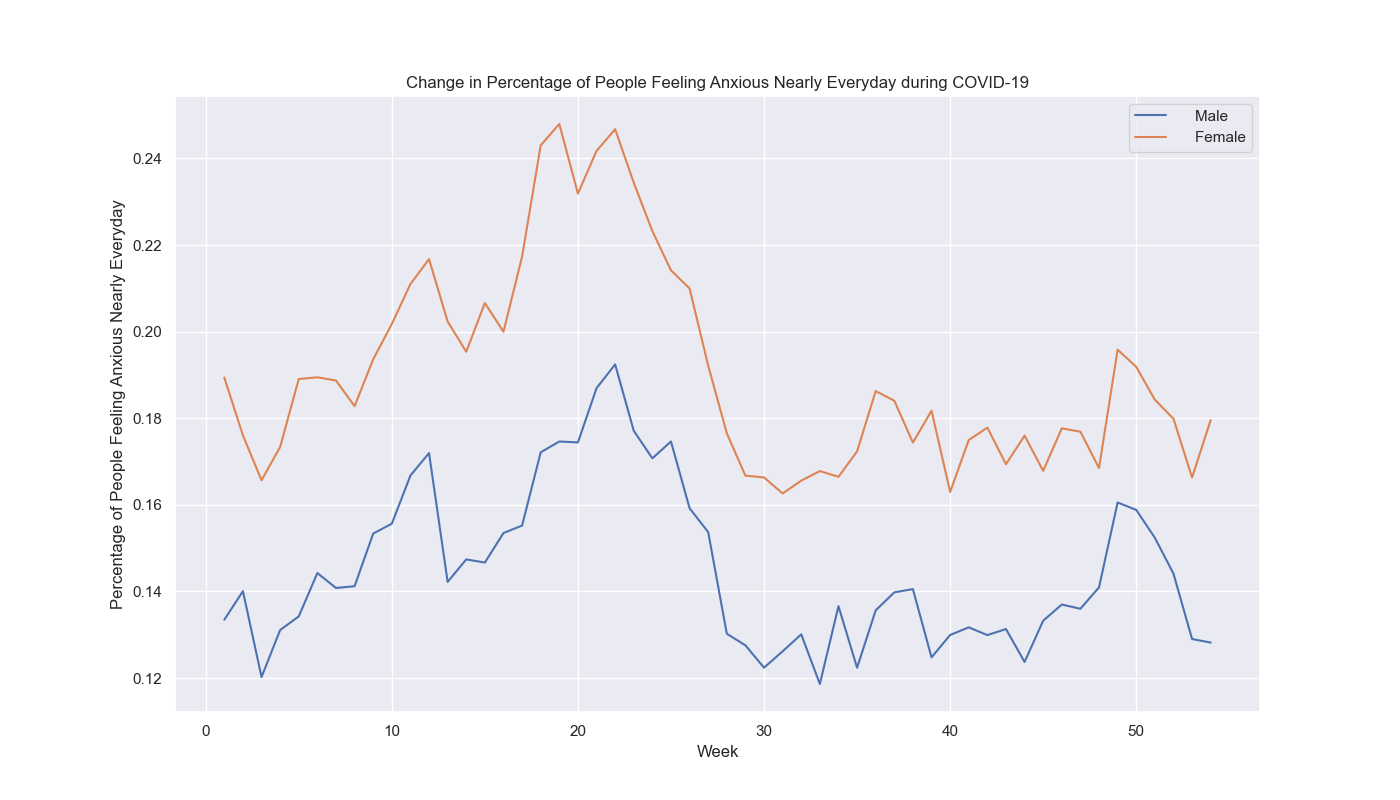 Change in Percentage of People Feeling Anxious Nearly Everyday during COVID-19
Male
Female
Percentage of People Feeling Anxious Nearly Everyday
0.24
0.22
0.20
0.18
0.16
0.14
0.12
0
10
20
30
40
50
Week